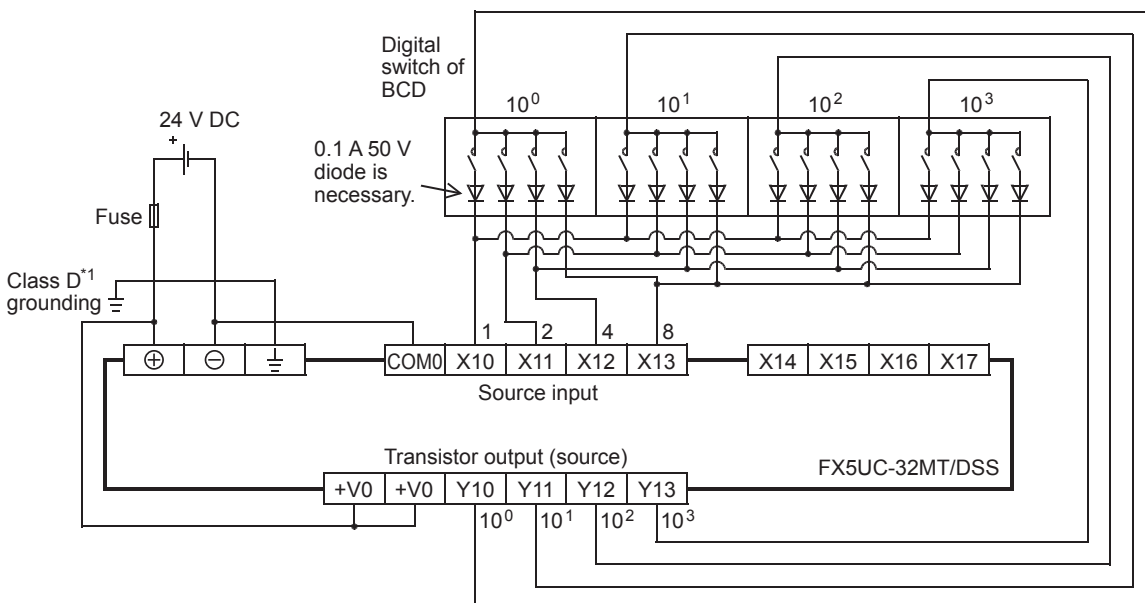 Digital
switch of
BCD
10⁰ 10¹ 10² 10³
24 V DC
+
0.1 A 50 V
diode is
necessary.
Fuse
Class D*1
grounding
1 2 4 8
⊕ ⊖ COM0 X10 X11 X12 X13 X14 X15 X16 X17
Source input
Transistor output (source)
FX5UC-32MT/DSS
+V0 +V0 Y10 Y11 Y12 Y13
10⁰ 10¹ 10² 10³